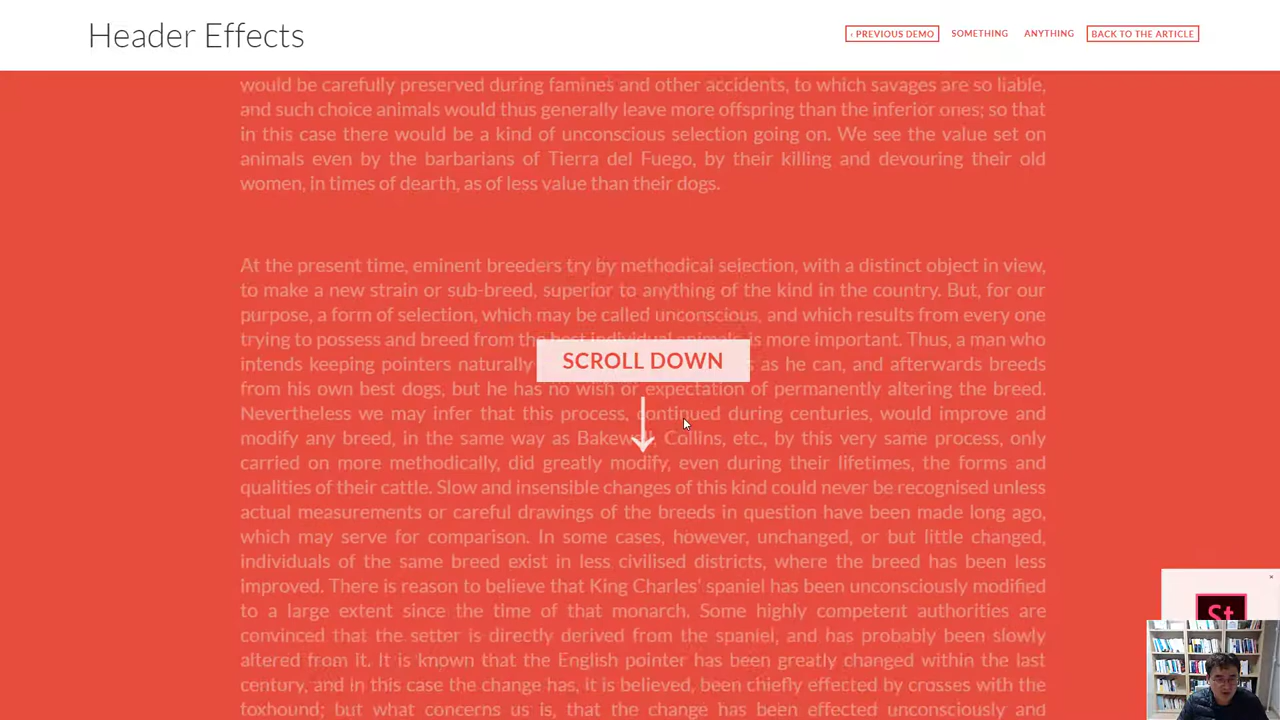 Header Effects
‹ PREVIOUS DEMO
SOMETHING
ANYTHING
BACK TO THE ARTICLE
would be carefully preserved during famines and other accidents, to which savages are so liable,
and such choice animals would thus generally leave more offspring than the inferior ones; so that
in this case there would be a kind of unconscious selection going on. We see the value set on
animals even by the barbarians of Tierra del Fuego, by their killing and devouring their old
women, in times of dearth, as of less value than their dogs.
At the present time, eminent breeders try by methodical selection, with a distinct object in view,
to make a new strain or sub-breed, superior to anything of the kind in the country. But, for our
purpose, a form of selection, which may be called unconscious, and which results from every one
trying to possess and breed from the best individual animals, is more important. Thus, a man who
intends keeping pointers naturally as he can, and afterwards breeds
SCROLL DOWN
from his own best dogs, but he has no wish or expectation of permanently altering the breed.
Nevertheless we may infer that this process, continued during centuries, would improve and
modify any breed, in the same way as Bakewell, Collins, etc., by this very same process, only
carried on more methodically, did greatly modify, even during their lifetimes, the forms and
qualities of their cattle. Slow and insensible changes of this kind could never be recognised unless
actual measurements or careful drawings of the breeds in question have been made long ago,
which may serve for comparison. In some cases, however, unchanged, or but little changed,
individuals of the same breed exist in less civilised districts, where the breed has been less
improved. There is reason to believe that King Charles' spaniel has been unconsciously modified
to a large extent since the time of that monarch. Some highly competent authorities are
convinced that the setter is directly derived from the spaniel, and has probably been slowly
altered from it. It is known that the English pointer has been greatly changed within the last
century, and in this case the change has, it is believed, been chiefly effected by crosses with the
foxhound; but what concerns us is, that the change has been effected unconsciously and
St